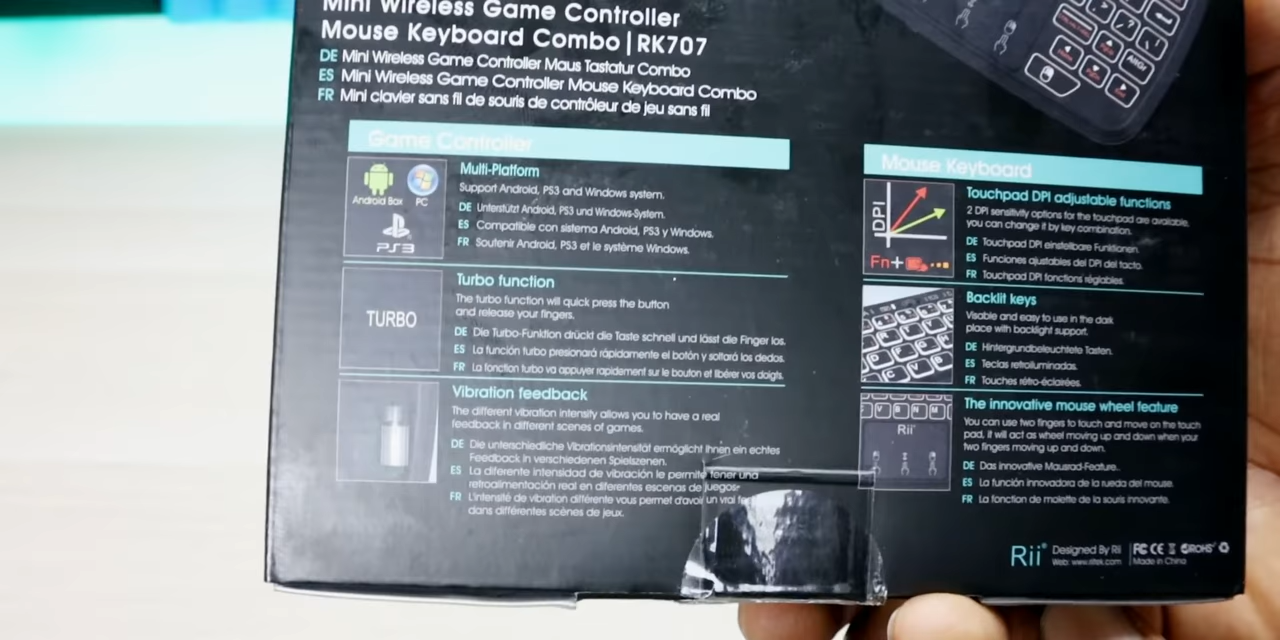 Mini Wireless Game Controller
Mouse Keyboard Combo | RK707
DE Mini Wireless Game Controller Maus Tastatur Combo
ES Mini Wireless Game Controller Mouse Keyboard Combo
FR Mini clavier sans fil de souris de contrôleur de jeu sans fil
Game Controller
Android Box
PC
PS3
Multi-Platform
Support Android, PS3 and Windows system.
DE Unterstützt Android, PS3 und Windows-System.
ES Compatible con sistema Android, PS3 y Windows.
FR Soutenir Android, PS3 et le système Windows.
TURBO
Turbo function
The turbo function will quick press the button
and release your fingers.
DE Die Turbo-Funktion drückt die Taste schnell und lässt die Finger los.
ES La función turbo presionará rápidamente el botón y soltará los dedos.
FR La fonction turbo va appuyer rapidement sur le bouton et libérer vos doigts.
Vibration feedback
The different vibration intensity allows you to have a real
feedback in different scenes of games.
DE Die unterschiedliche Vibrationsintensität ermöglicht Ihnen ein echtes
Feedback in verschiedenen Spielszenen.
ES La diferente intensidad de vibración le permite tener una
retroalimentación real en diferentes escenas de juegos.
FR L'intensité de vibration différente vous permet d'avoir un vrai
dans différentes scènes de jeux.
Mouse Keyboard
DPI
Fn+
Touchpad DPI adjustable functions
2 DPI sensitivity options for the touchpad are available,
you can change it by key combination.
DE Touchpad DPI einstellbare Funktionen.
ES Funciones ajustables del DPI del tacto.
FR Touchpad DPI fonctions réglables.
Backlit keys
Visable and easy to use in the dark
place with backlight support.
DE Hintergrundbeleuchtete Tasten.
ES Teclas retroiluminadas.
FR Touches rétro-éclairées.
V B N M
Rii
The innovative mouse wheel feature
You can use two fingers to touch and move on the touch
pad, it will act as wheel moving up and down when your
two fingers moving up and down.
DE Das innovative Mausrad-Feature.
ES La función innovadora de la rueda del mouse.
FR La fonction de molette de la souris innovante.
Rii® Designed By Rii
Web: www.riitek.com
FC CE ROHS
Made in China
AltGr